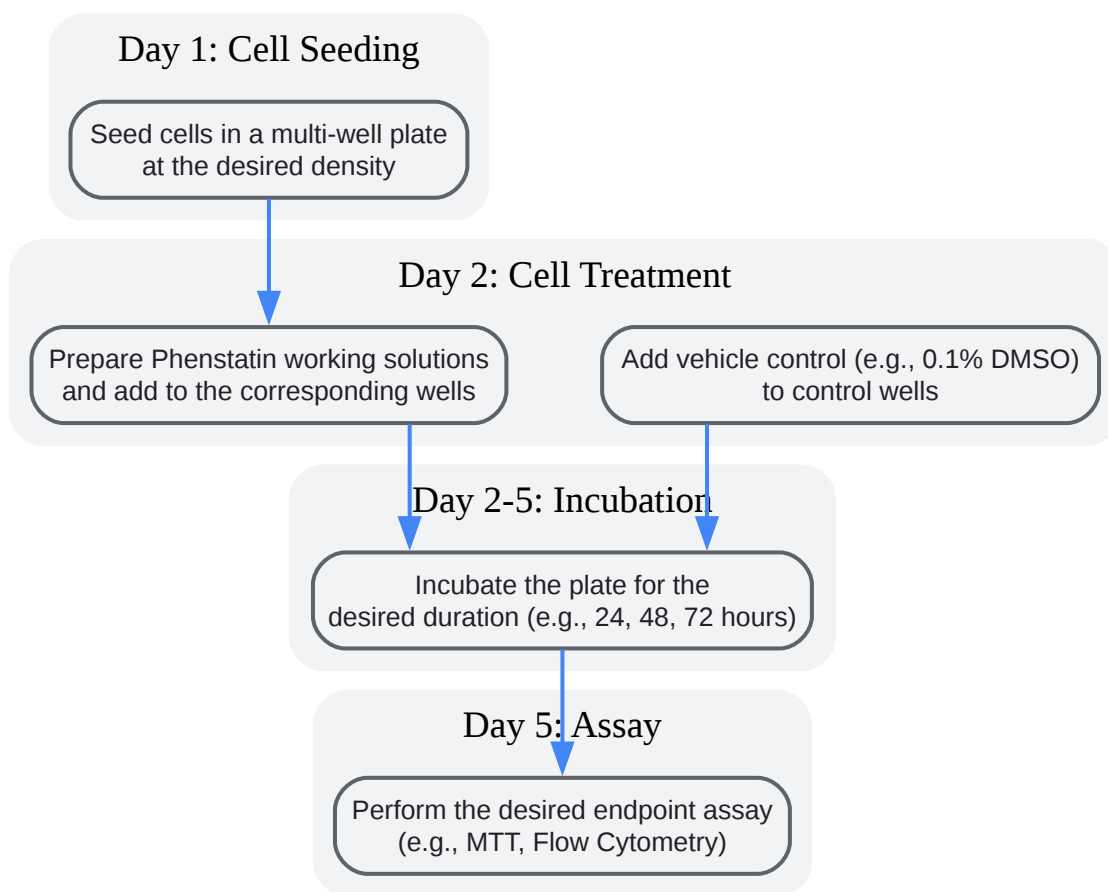 Day 1: Cell Seeding
Seed cells in a multi-well plate
at the desired density
Day 2: Cell Treatment
Prepare Phenstatin working solutions
and add to the corresponding wells
Add vehicle control (e.g., 0.1% DMSO)
to control wells
Day 2-5: Incubation
Incubate the plate for the
desired duration (e.g., 24, 48, 72 hours)
Day 5: Assay
Perform the desired endpoint assay
(e.g., MTT, Flow Cytometry)